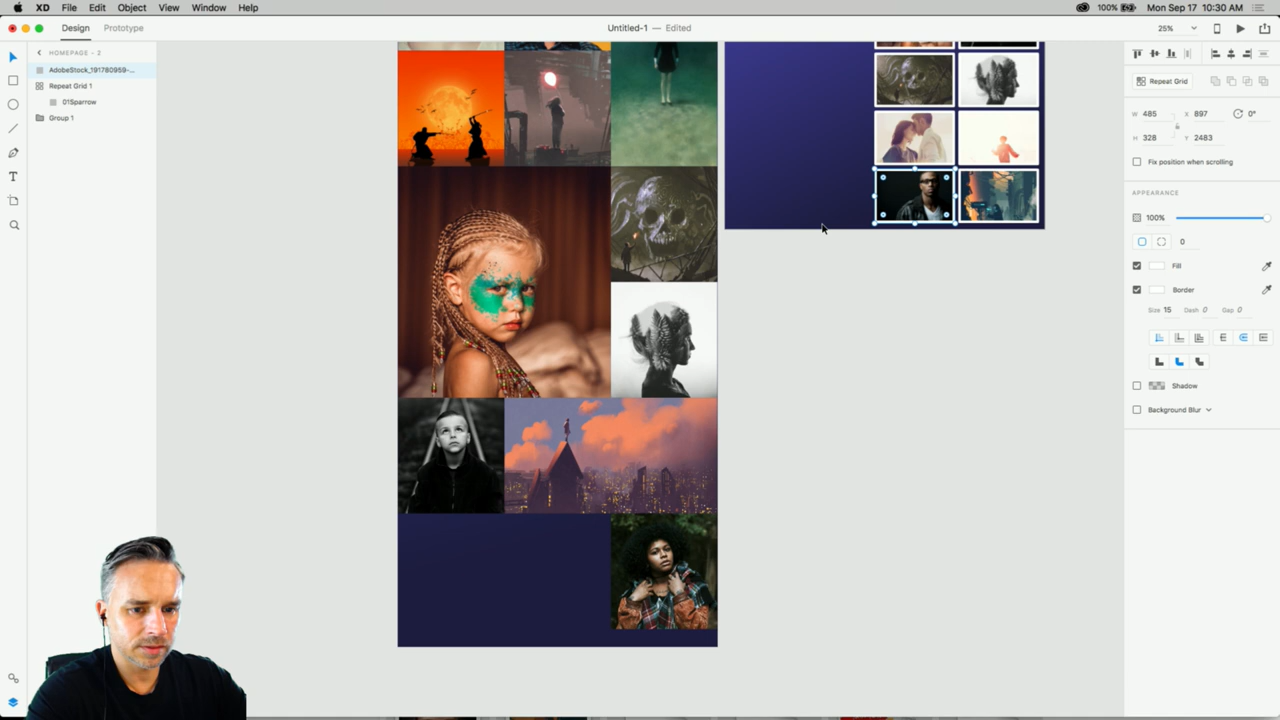 XD File Edit Object View Window Help
100% Mon Sep 17 10:30 AM
Design Prototype
Untitled-1 — Edited
25%
HOMEPAGE - 2
AdobeStock_191780959-...
Repeat Grid 1
01Sparrow
Group 1
Repeat Grid
W 485 X 897 0°
H 328 Y 2483
Fix position when scrolling
APPEARANCE
100%
0
Fill
Border
Size 15 Dash 0 Gap 0
Shadow
Background Blur